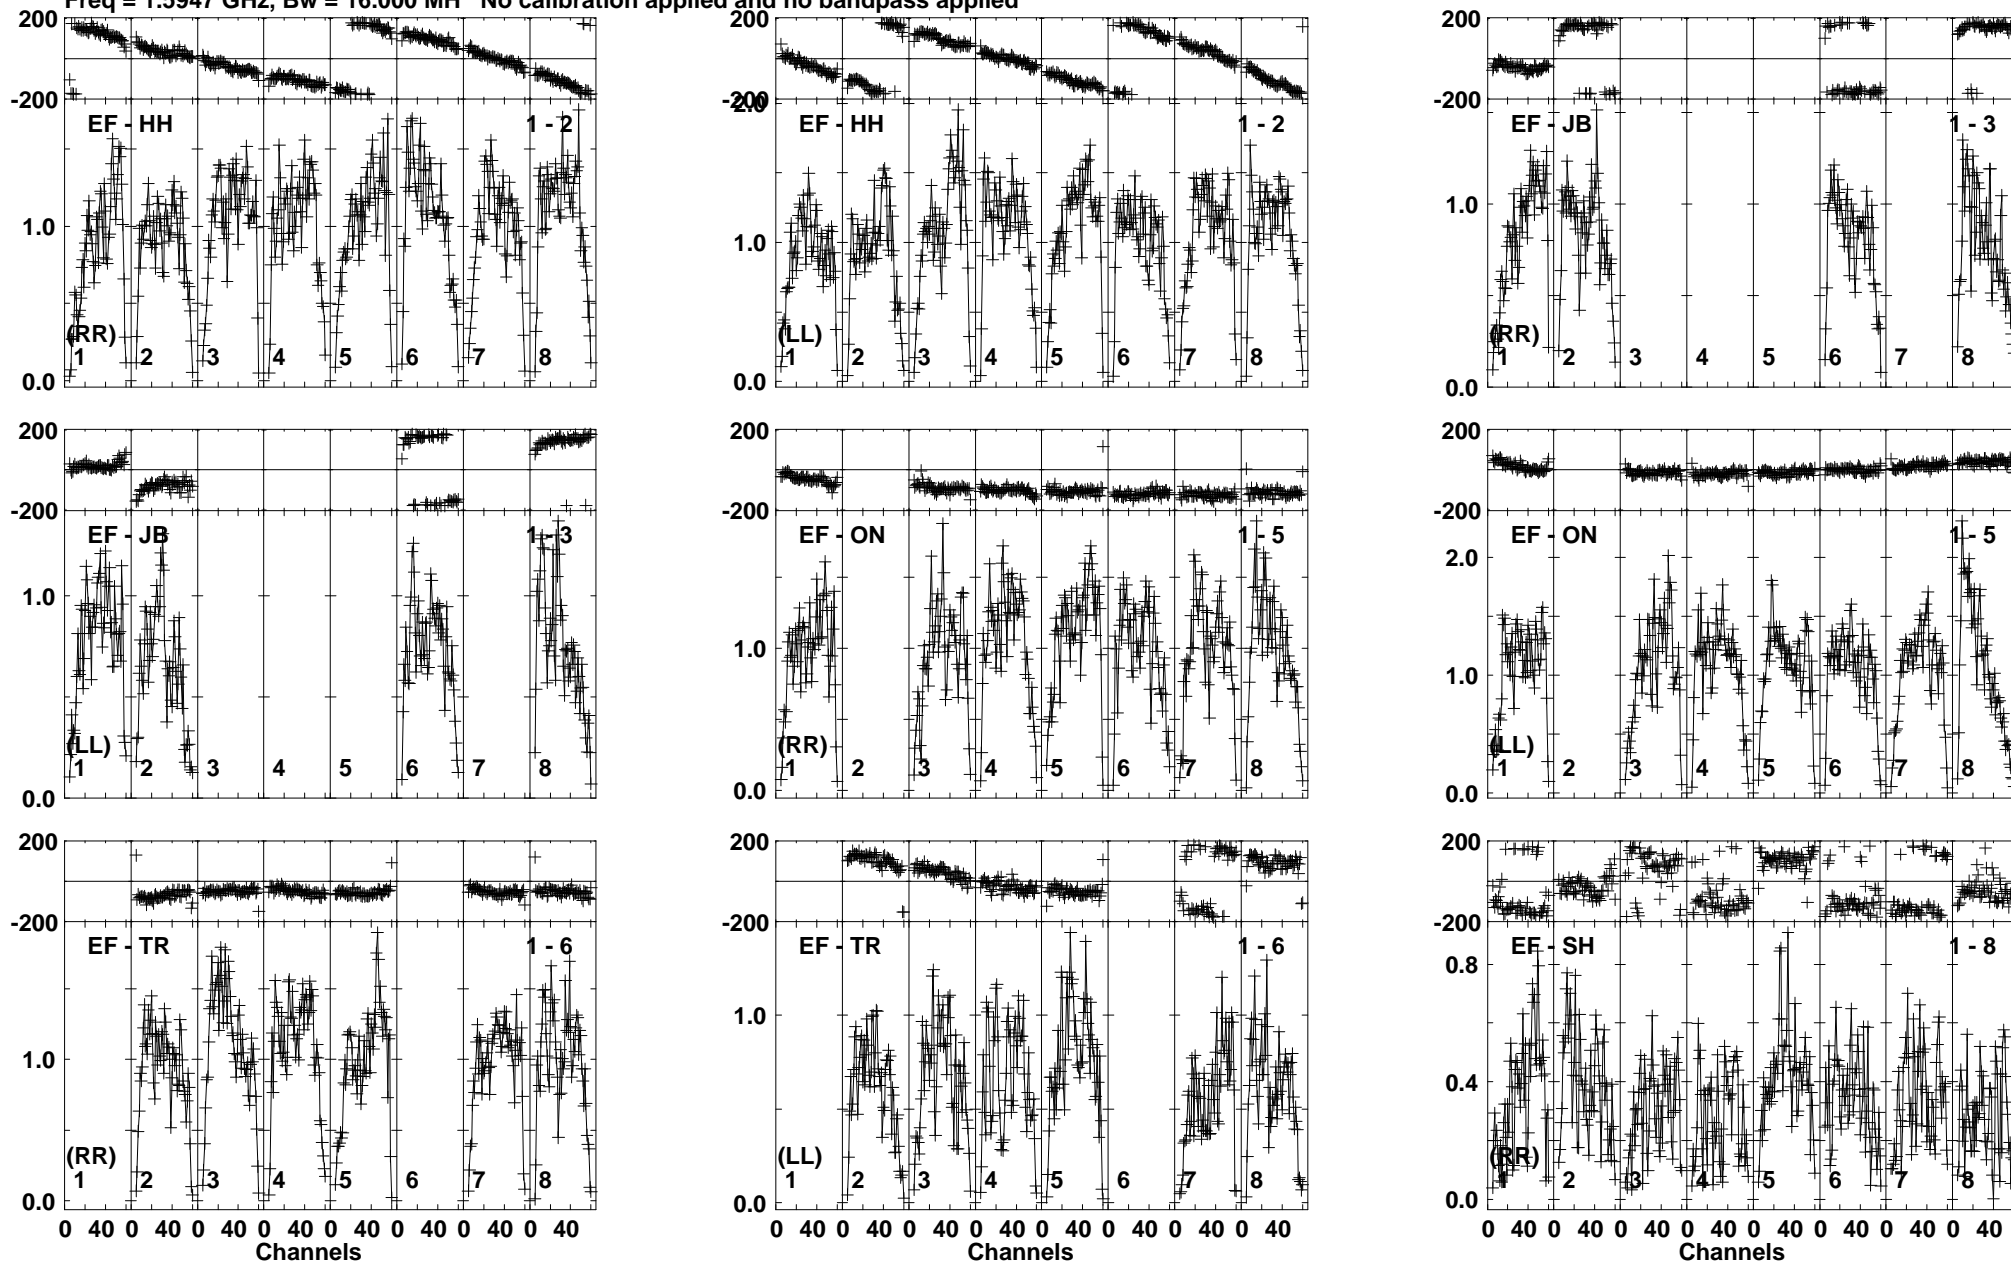 Freq = 1.5947 GHz, Bw = 16.000 MH No calibration applied and no bandpass applied
200 200 200
-200 -200 -200
EF - HH 1 - 2 2.0 EF - HH 1 - 2 EF - JB 1 - 3
1.0 1.0 1.0
(RR) (LL) (RR)
1 2 3 4 5 6 7 8 1 2 3 4 5 6 7 8 1 2 3 4 5 6 7 8
0.0 0.0 0.0
200 200 200
-200 -200 -200
EF - JB 1 - 3 EF - ON 1 - 5 EF - ON 1 - 5
2.0
1.0 1.0 1.0
(LL) (RR) (LL)
1 2 3 4 5 6 7 8 1 2 3 4 5 6 7 8 1 2 3 4 5 6 7 8
0.0 0.0 0.0
200 200 200
-200 -200 -200
EF - TR 1 - 6 EF - TR 1 - 6 EF - SH 1 - 8
0.8
1.0 1.0 0.4
(RR) (LL) (RR)
1 2 3 4 5 6 7 8 1 2 3 4 5 6 7 8 1 2 3 4 5 6 7 8
0.0 0.0 0.0
0 40 0 40 0 40 0 40 0 40 0 40 0 40 0 40 0 40 0 40 0 40 0 40 0 40 0 40 0 40 0 40 0 40 0 40 0 40 0 40 0 40 0 40 0 40 0 40
Channels Channels Channels